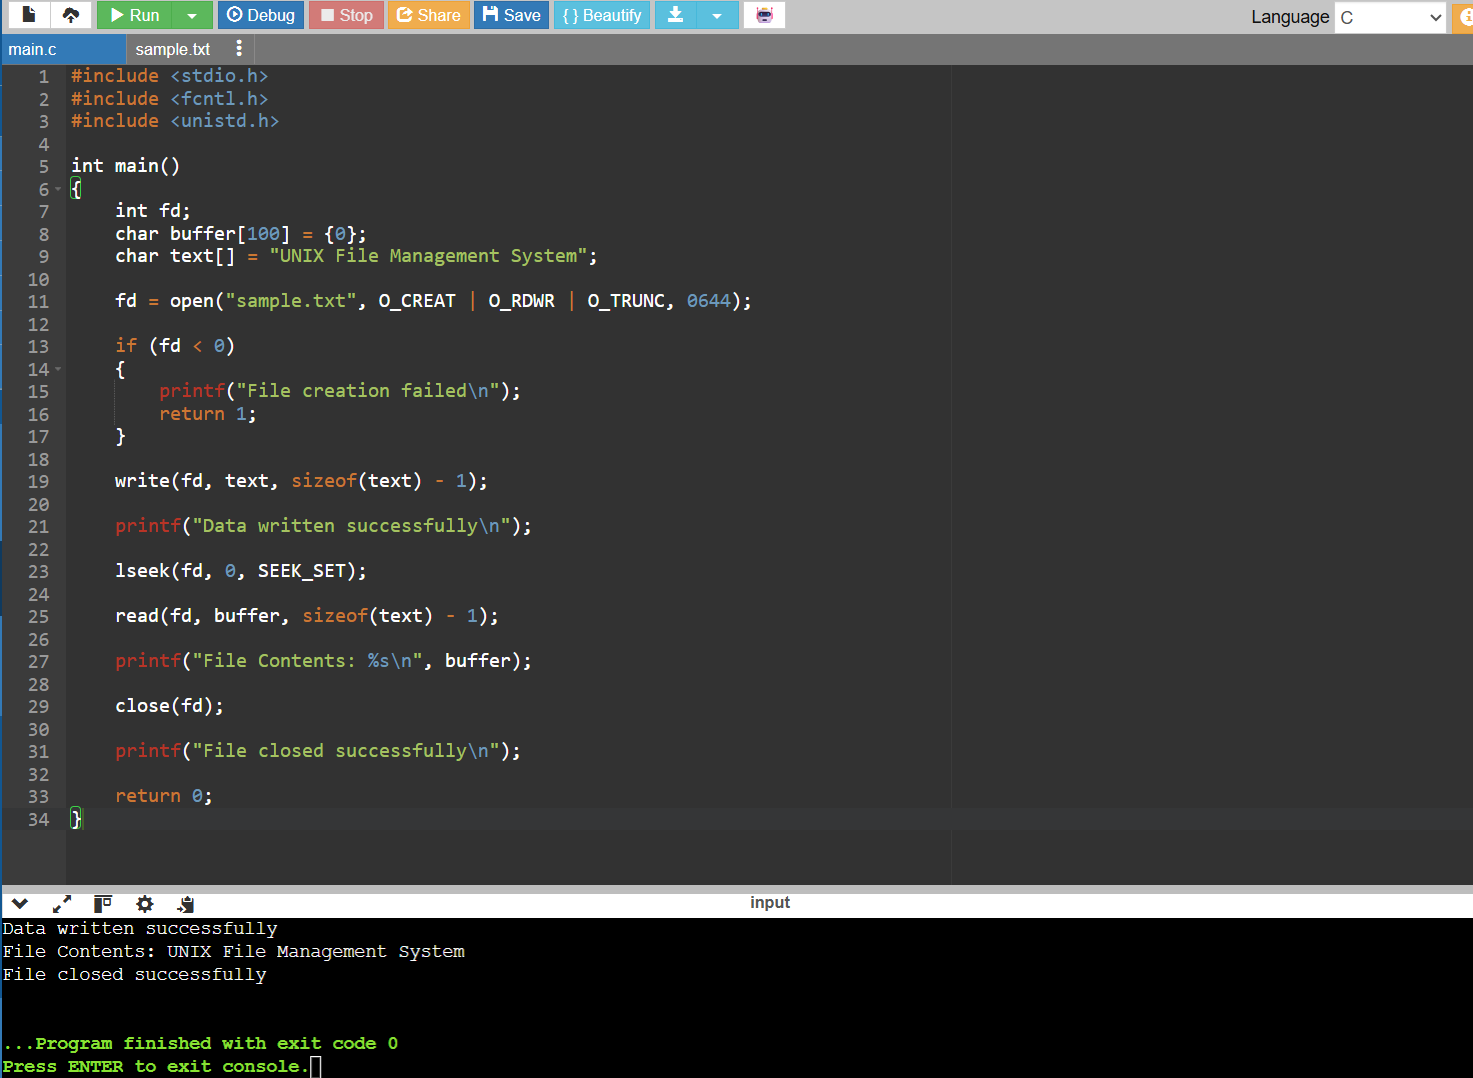 Run Debug Stop Share Save { } Beautify Language C
main.c sample.txt
1 #include <stdio.h>
2 #include <fcntl.h>
3 #include <unistd.h>
4
5 int main()
6 {
7     int fd;
8     char buffer[100] = {0};
9     char text[] = "UNIX File Management System";
10
11     fd = open("sample.txt", O_CREAT | O_RDWR | O_TRUNC, 0644);
12
13     if (fd < 0)
14     {
15         printf("File creation failed\n");
16         return 1;
17     }
18
19     write(fd, text, sizeof(text) - 1);
20
21     printf("Data written successfully\n");
22
23     lseek(fd, 0, SEEK_SET);
24
25     read(fd, buffer, sizeof(text) - 1);
26
27     printf("File Contents: %s\n", buffer);
28
29     close(fd);
30
31     printf("File closed successfully\n");
32
33     return 0;
34 }
input
Data written successfully
File Contents: UNIX File Management System
File closed successfully
...Program finished with exit code 0
Press ENTER to exit console.